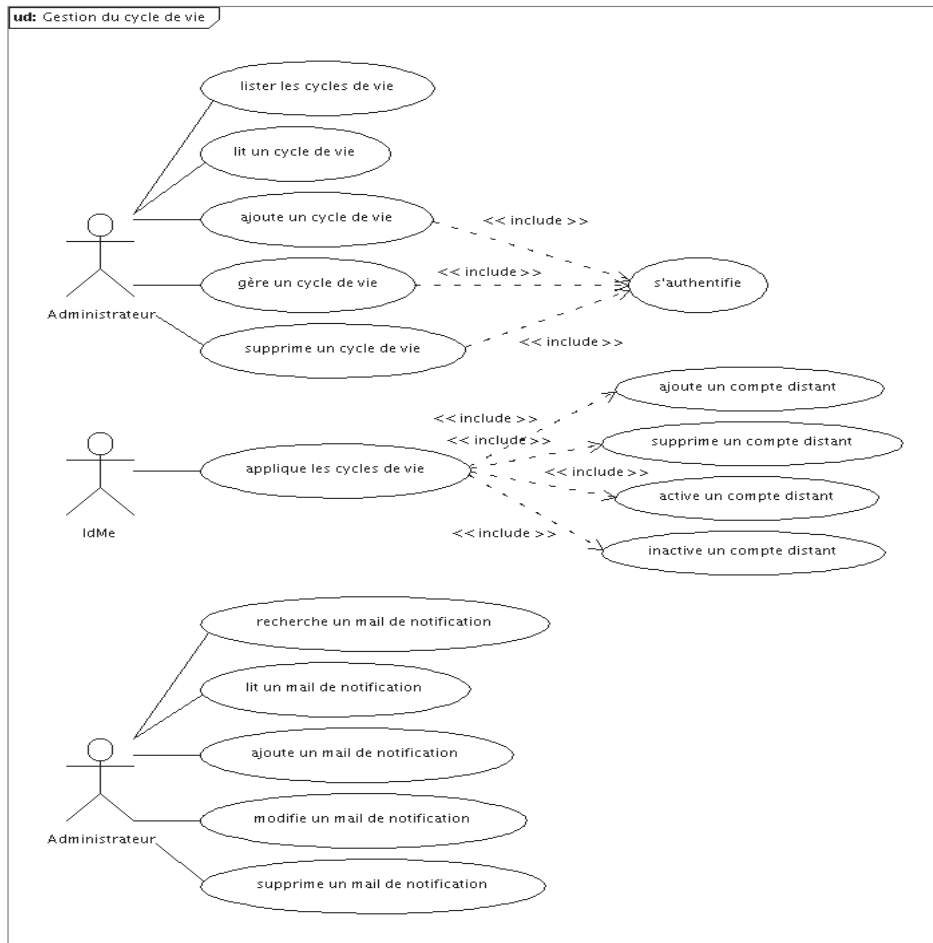 ud: Gestion du cycle de vie
lister les cycles de vie
lit un cycle de vie
ajoute un cycle de vie
<< include >>
gère un cycle de vie
<< include >>
s'authentifie
Administrateur
supprime un cycle de vie
<< include >>
ajoute un compte distant
<< include >>
<< include >>
supprime un compte distant
applique les cycles de vie
<< include >>
active un compte distant
IdMe
<< include >>
inactive un compte distant
recherche un mail de notification
lit un mail de notification
ajoute un mail de notification
modifie un mail de notification
Administrateur
supprime un mail de notification